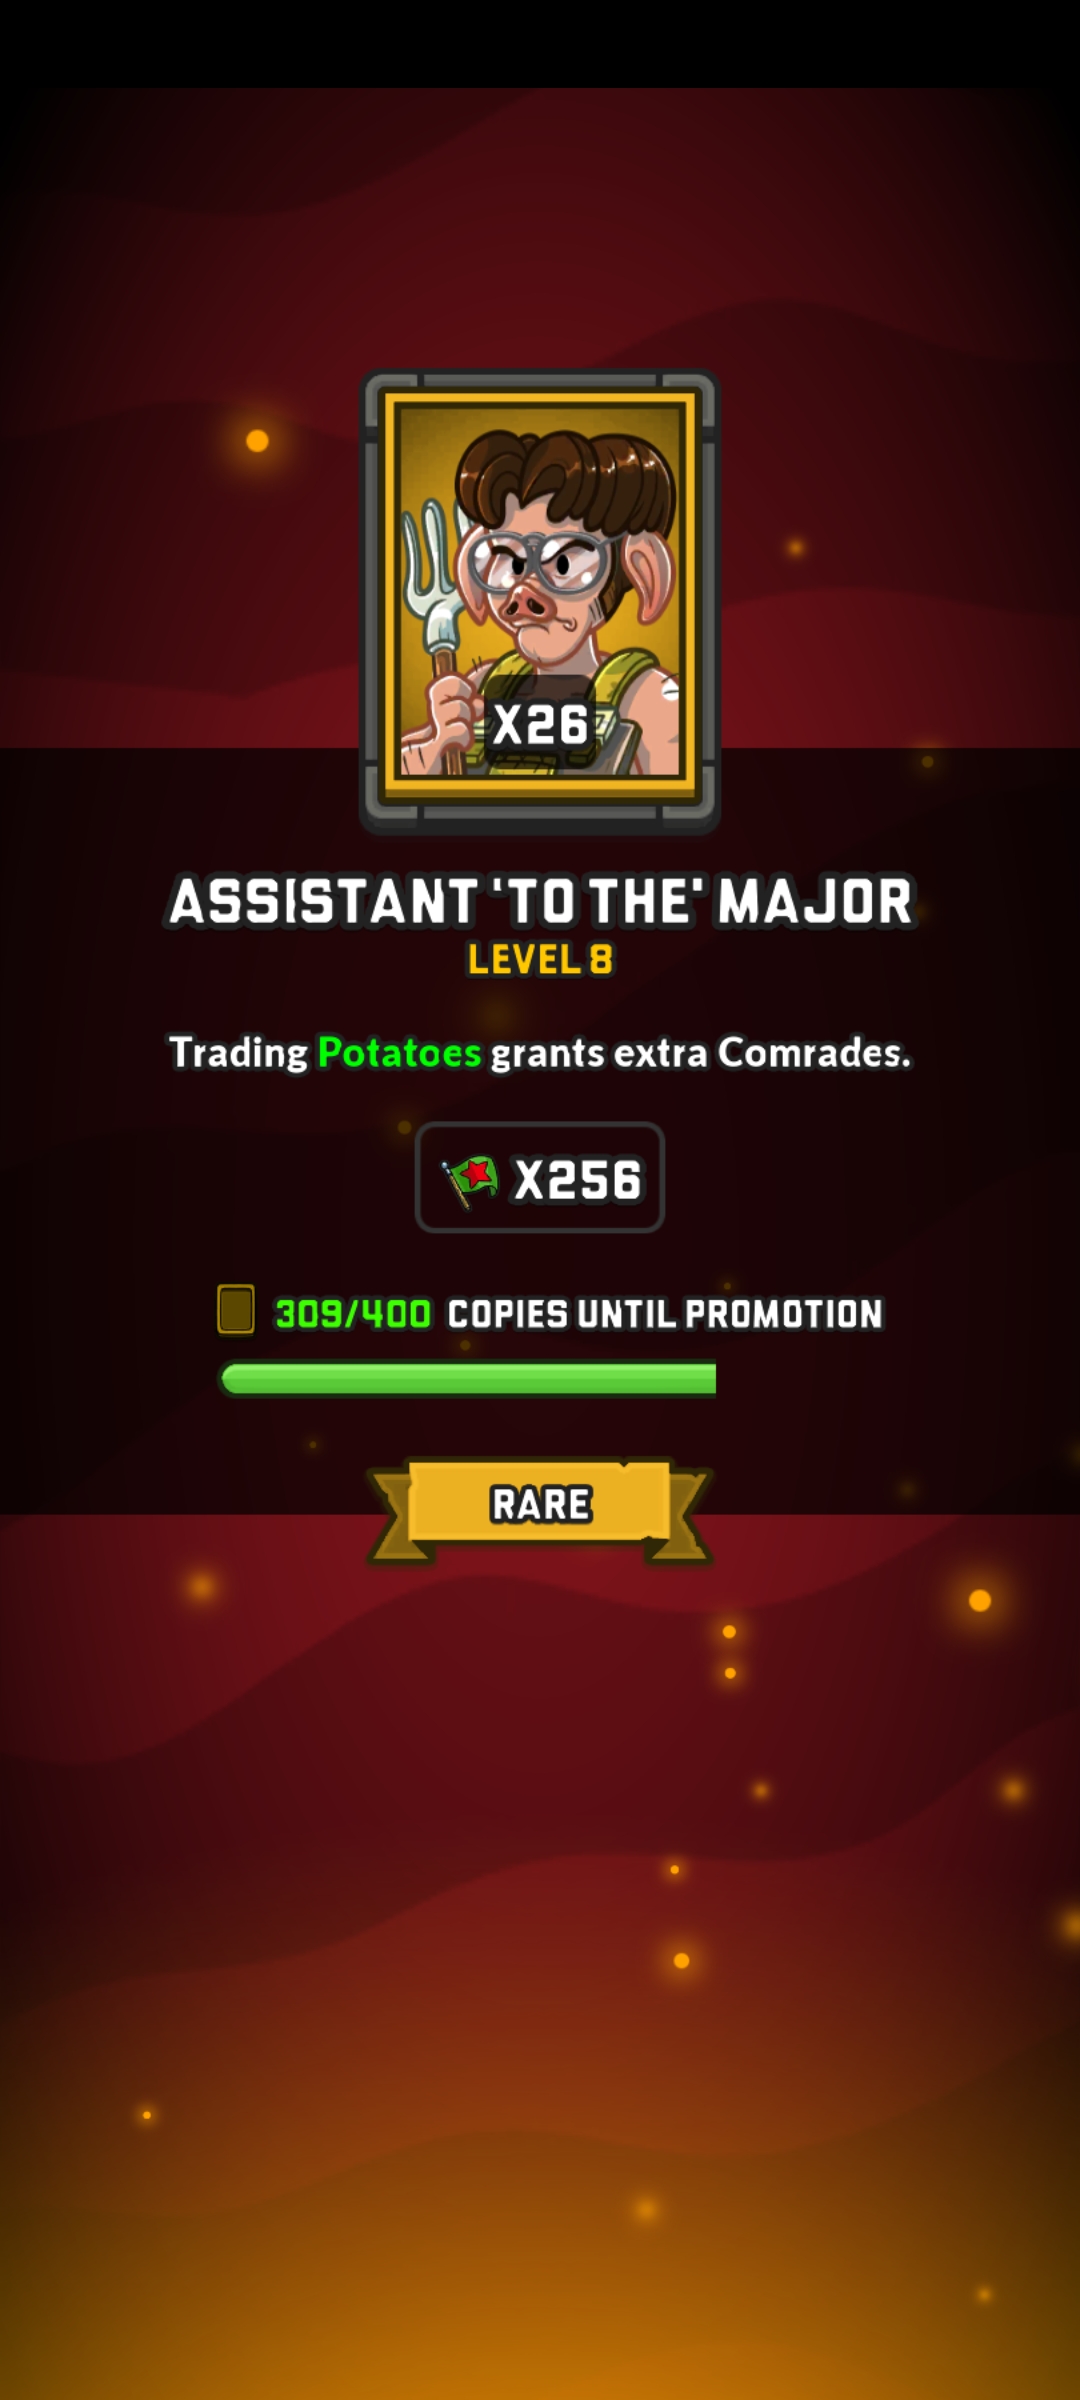 X26
ASSISTANT 'TO THE' MAJOR
LEVEL 8
Trading Potatoes grants extra Comrades.
X256
309/400 COPIES UNTIL PROMOTION
RARE